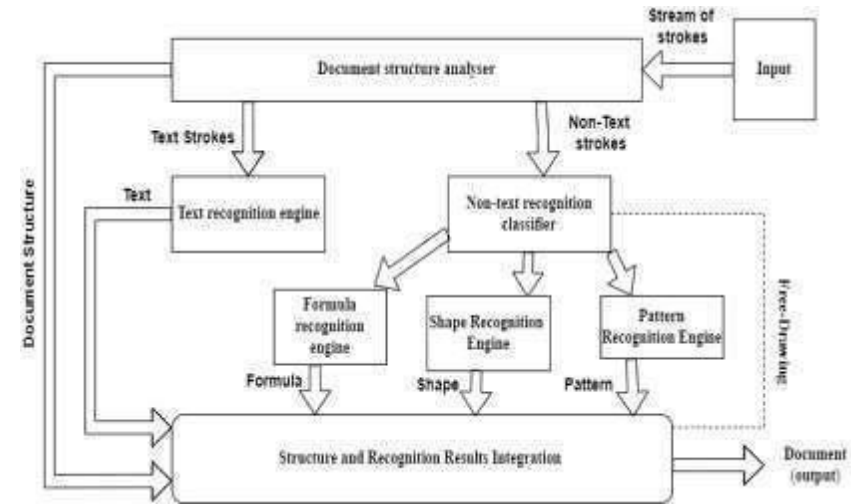 Stream of
strokes
Document structure analyser
Input
Text Strokes
Non-Text
strokes
Text
Text recognition engine
Non-text recognition
classifier
Document Structure
Free-Drawing
Formula
recognition
engine
Shape Recognition
Engine
Pattern
Recognition Engine
Formula
Shape
Pattern
Structure and Recognition Results Integration
Document
(output)